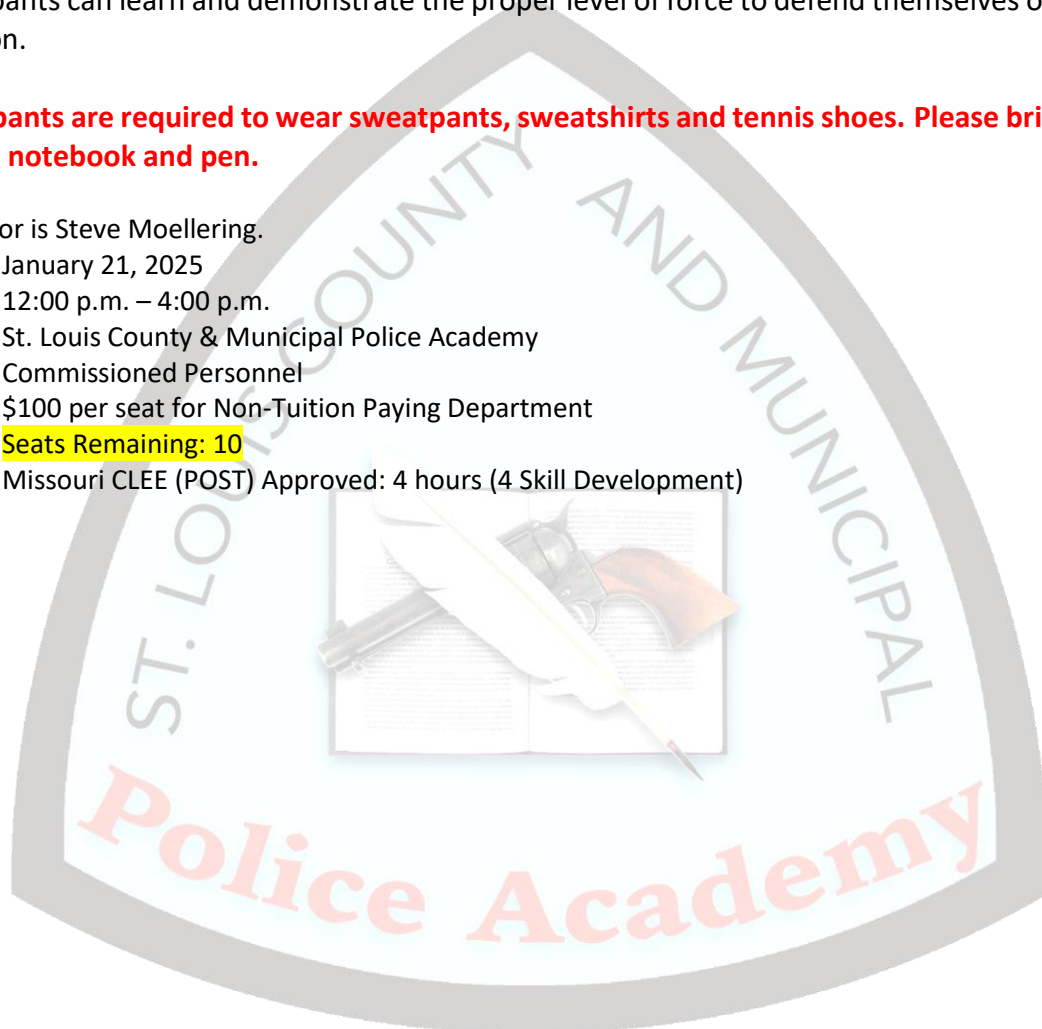 pants can learn and demonstrate the proper level of force to defend themselves o
on.
pants are required to wear sweatpants, sweatshirts and tennis shoes. Please bri
notebook and pen.
or is Steve Moellering.
January 21, 2025
12:00 p.m. – 4:00 p.m.
St. Louis County & Municipal Police Academy
Commissioned Personnel
$100 per seat for Non-Tuition Paying Department
Seats Remaining: 10
Missouri CLEE (POST) Approved: 4 hours (4 Skill Development)
ST. LOUIS COUNTY AND MUNICIPAL
Police Academy